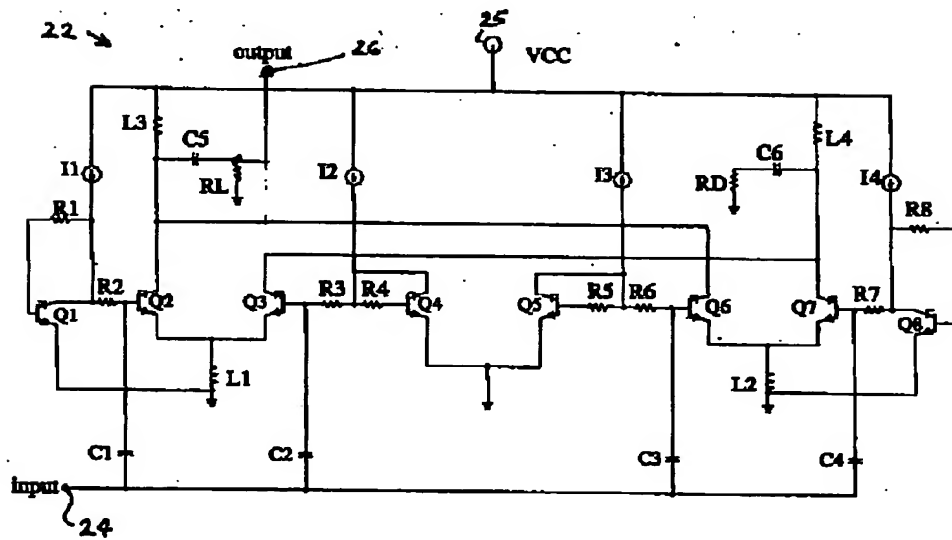 22
output
26
25
VCC
L3
C5
RL
I1
I2
I3
C6
L4
RD
I4
R1
R8
R2
Q2
Q3
R3
R4
Q4
Q5
R5
R6
Q6
Q7
R7
Q1
Q8
L1
L2
C1
C2
C3
C4
input
24